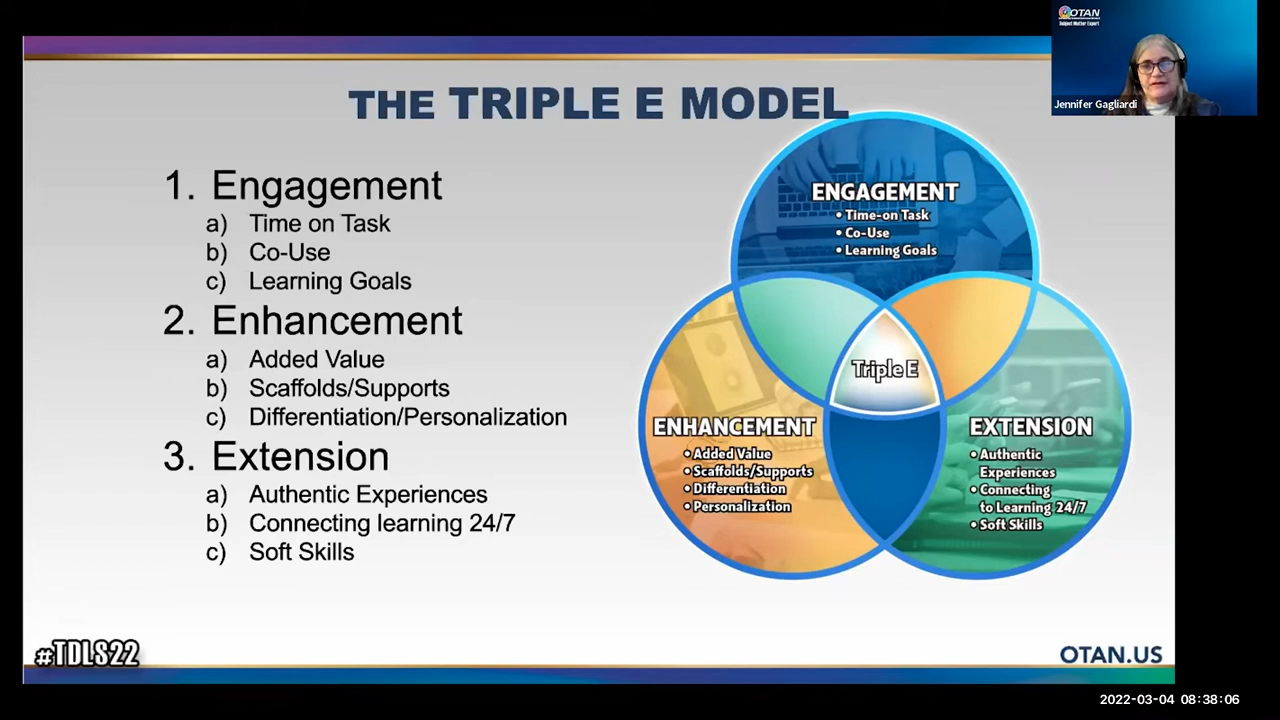 OTAN
Subject Matter Expert
Jennifer Gagliardi
THE TRIPLE E MODEL
1. Engagement
a) Time on Task
b) Co-Use
c) Learning Goals
2. Enhancement
a) Added Value
b) Scaffolds/Supports
c) Differentiation/Personalization
3. Extension
a) Authentic Experiences
b) Connecting learning 24/7
c) Soft Skills
ENGAGEMENT
• Time-on Task
• Co-Use
• Learning Goals
Triple E
ENHANCEMENT
• Added Value
• Scaffolds/Supports
• Differentiation
• Personalization
EXTENSION
• Authentic
Experiences
• Connecting
to Learning 24/7
• Soft Skills
#TDLS22
OTAN.US
2022-03-04 08:38:06